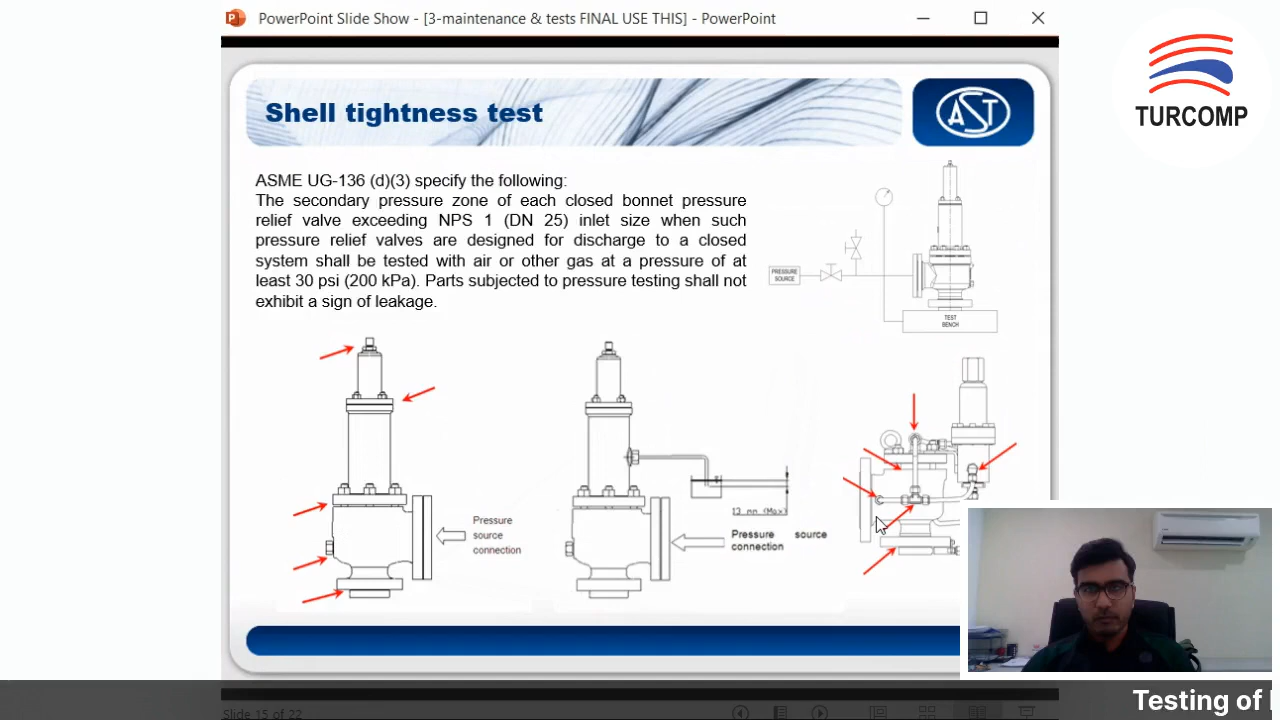 PowerPoint Slide Show - [3-maintenance & tests FINAL USE THIS] - PowerPoint
TURCOMP
Shell tightness test
AST
ASME UG-136 (d)(3) specify the following:
The secondary pressure zone of each closed bonnet pressure
relief valve exceeding NPS 1 (DN 25) inlet size when such
pressure relief valves are designed for discharge to a closed
system shall be tested with air or other gas at a pressure of at
least 30 psi (200 kPa). Parts subjected to pressure testing shall not
exhibit a sign of leakage.
PRESSURE
SOURCE
TEST
BENCH
Pressure
source
connection
13 mm (Max)
Pressure source
connection
Slide 15 of 22
Testing of